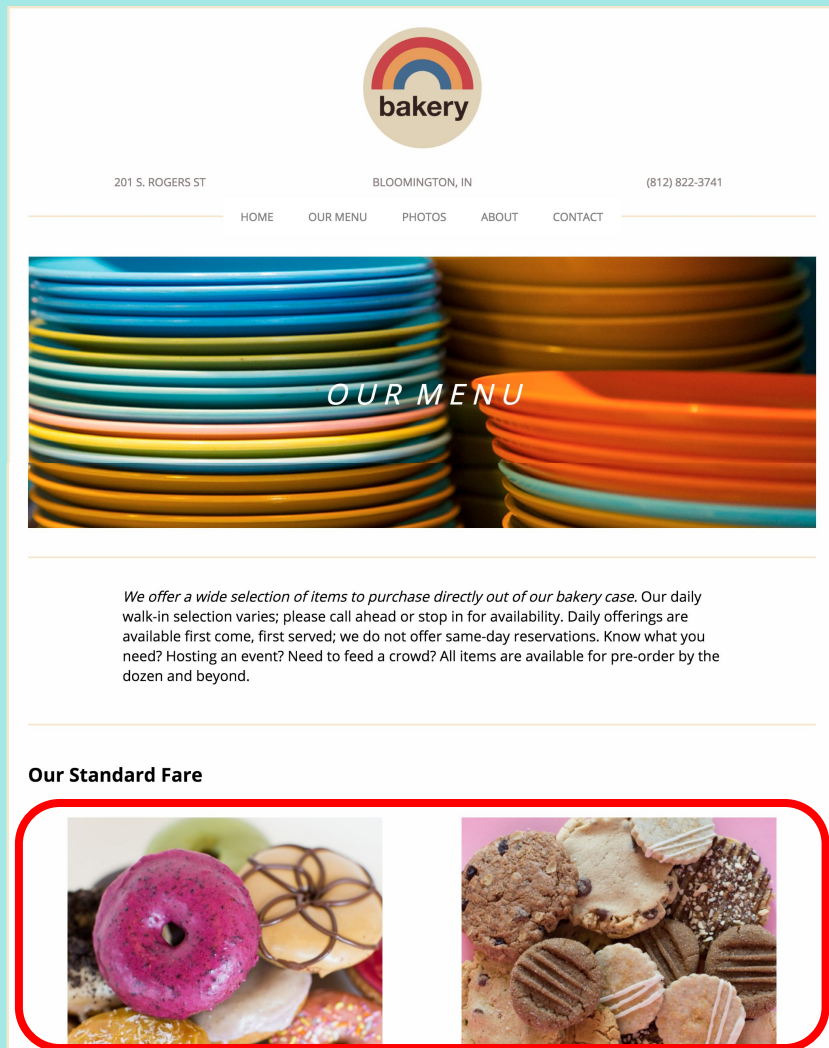 bakery
201 S. ROGERS ST BLOOMINGTON, IN (812) 822-3741
HOME OUR MENU PHOTOS ABOUT CONTACT
OUR MENU
We offer a wide selection of items to purchase directly out of our bakery case. Our daily
walk-in selection varies; please call ahead or stop in for availability. Daily offerings are
available first come, first served; we do not offer same-day reservations. Know what you
need? Hosting an event? Need to feed a crowd? All items are available for pre-order by the
dozen and beyond.
Our Standard Fare